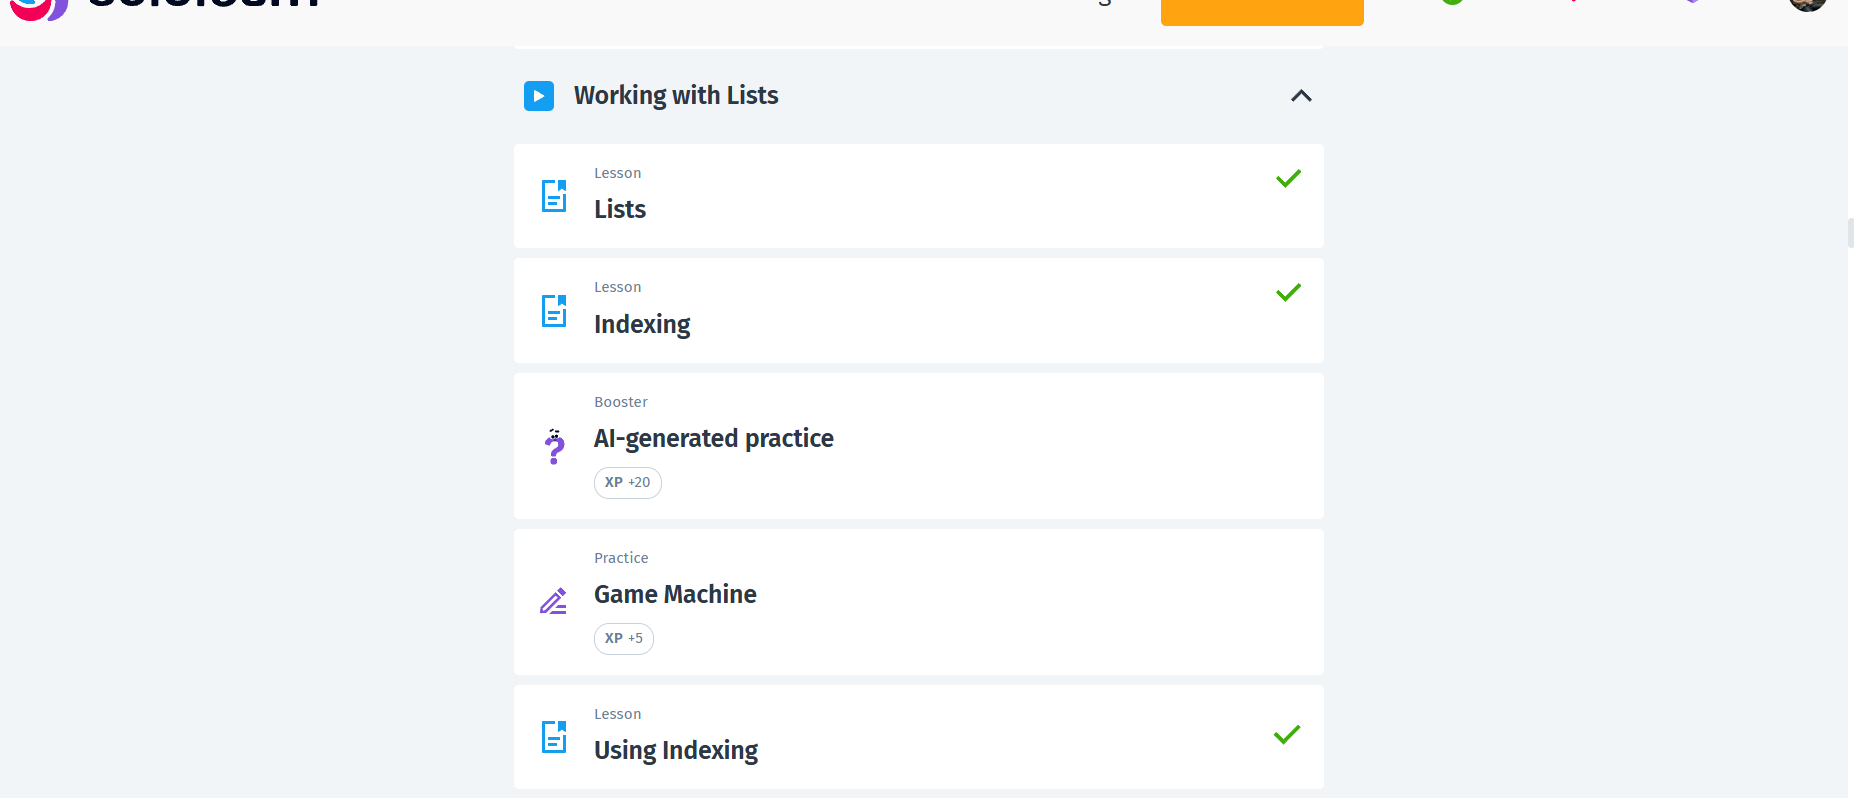 Working with Lists
Lesson
Lists
Lesson
Indexing
Booster
AI-generated practice
XP +20
Practice
Game Machine
XP +5
Lesson
Using Indexing